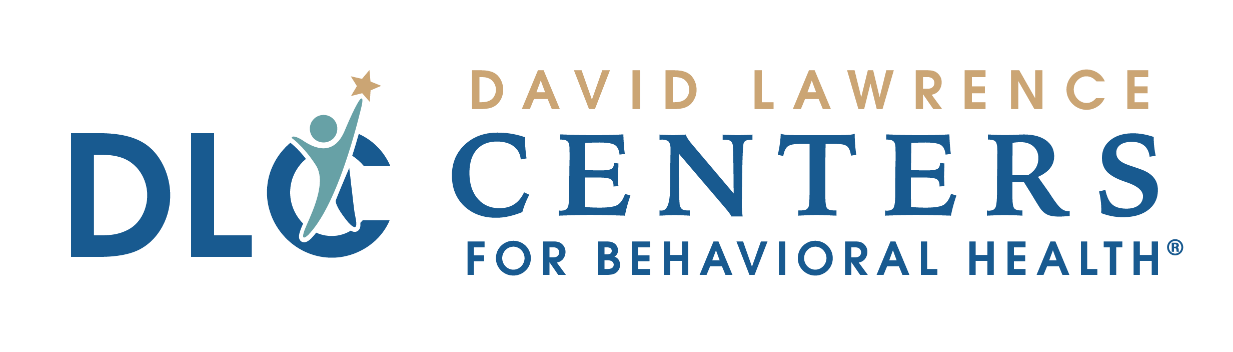 DLC
DAVID LAWRENCE
CENTERS
FOR BEHAVIORAL HEALTH®